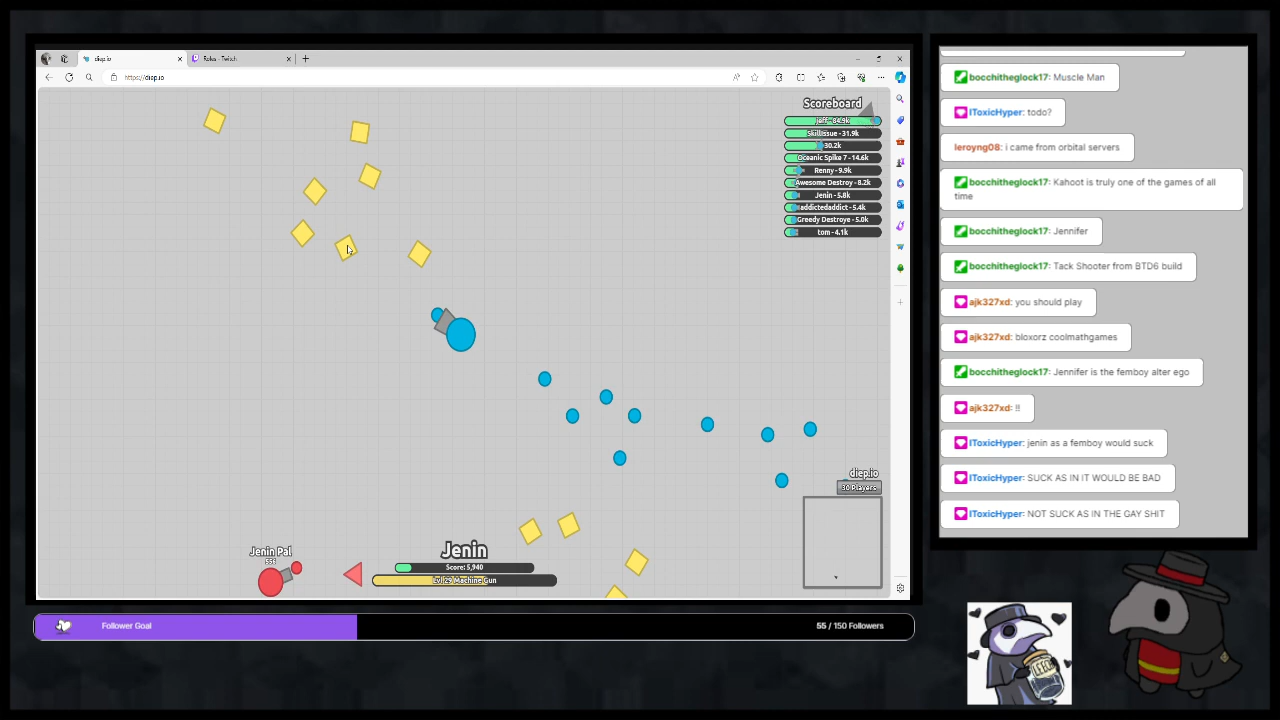 diep.io
Roles - Twitch
https://diep.io
Scoreboard
jeff - 84.9k
SkillIssue - 31.9k
30.2k
Oceanic Spike 7 - 14.6k
Renny - 9.9k
Awesome Destroy - 8.2k
Jenin - 5.8k
addictedaddict - 5.4k
Greedy Destroye - 5.0k
tom - 4.1k
diep.io
30 Players
Jenin Pal
Jenin
Score: 5,940
Lvl 29 Machine Gun
Follower Goal
55 / 150 Followers
bocchitheglock17: Muscle Man
IToxicHyper: todo?
leroyng08: i came from orbital servers
bocchitheglock17: Kahoot is truly one of the games of all
time
bocchitheglock17: Jennifer
bocchitheglock17: Tack Shooter from BTD6 build
ajk327xd: you should play
ajk327xd: bloxorz coolmathgames
bocchitheglock17: Jennifer is the femboy alter ego
ajk327xd: !!
IToxicHyper: jenin as a femboy would suck
IToxicHyper: SUCK AS IN IT WOULD BE BAD
IToxicHyper: NOT SUCK AS IN THE GAY SHIT